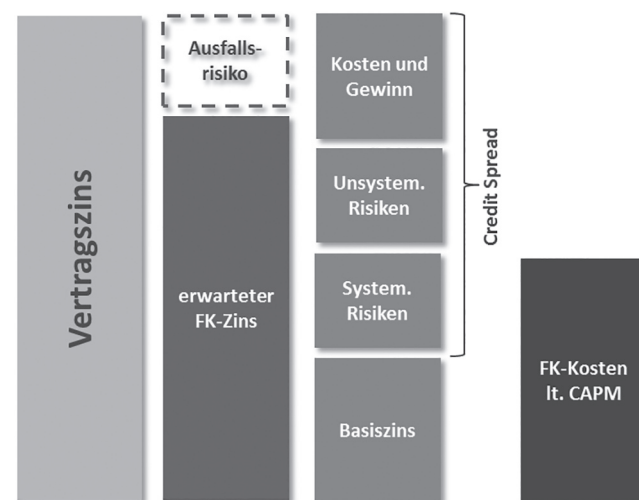 Vertragszins
Ausfalls-
risiko
erwarteter
FK-Zins
Kosten und
Gewinn
Unsystem.
Risiken
System.
Risiken
Basiszins
Credit Spread
FK-Kosten
lt. CAPM